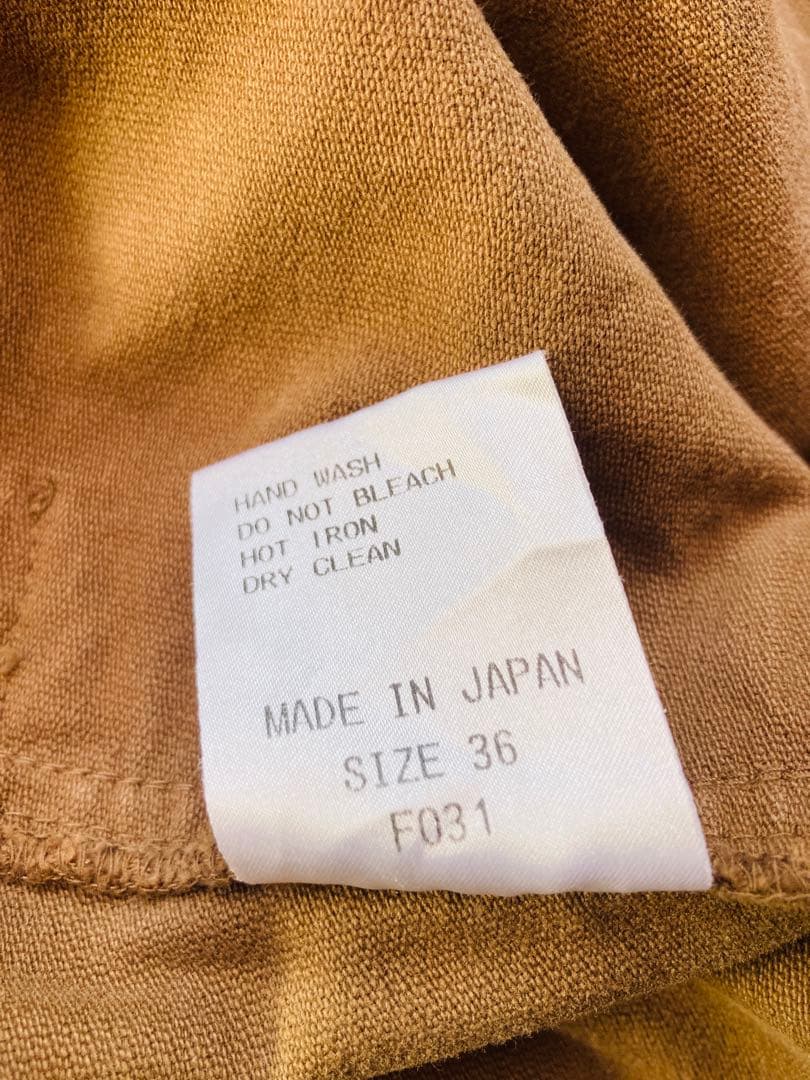 HAND WASH
DO NOT BLEACH
HOT IRON
DRY CLEAN
MADE IN JAPAN
SIZE 36
F031